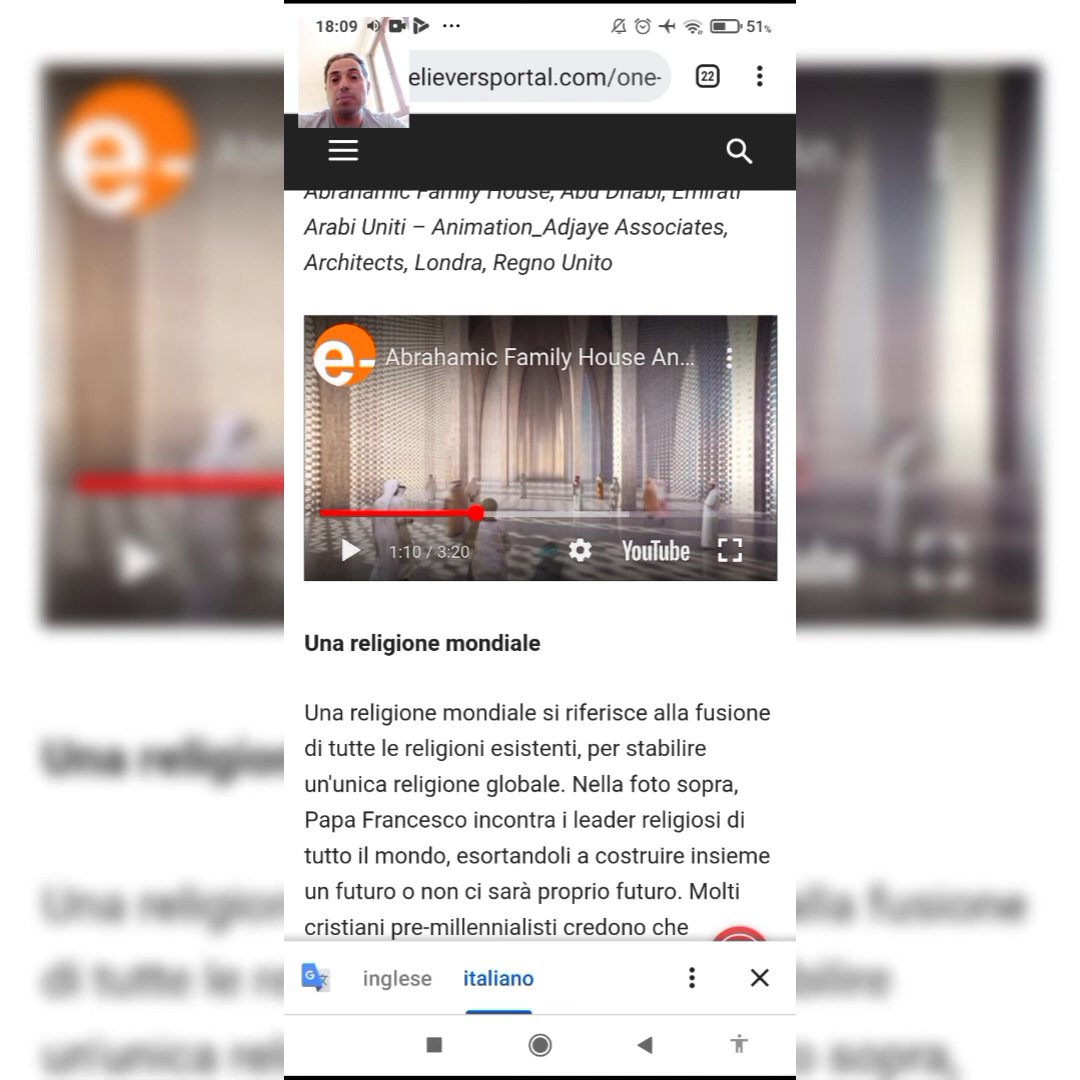 18:09
51%
elieversportal.com/one-
22
Abrahamic Family House, Abu Dhabi, Emirati
Arabi Uniti – Animation_Adjaye Associates,
Architects, Londra, Regno Unito
e-
Abrahamic Family House An...
1:10 / 3:20
YouTube
Una religione mondiale
Una religione mondiale si riferisce alla fusione
di tutte le religioni esistenti, per stabilire
un'unica religione globale. Nella foto sopra,
Papa Francesco incontra i leader religiosi di
tutto il mondo, esortandoli a costruire insieme
un futuro o non ci sarà proprio futuro. Molti
cristiani pre-millennialisti credono che
inglese
italiano